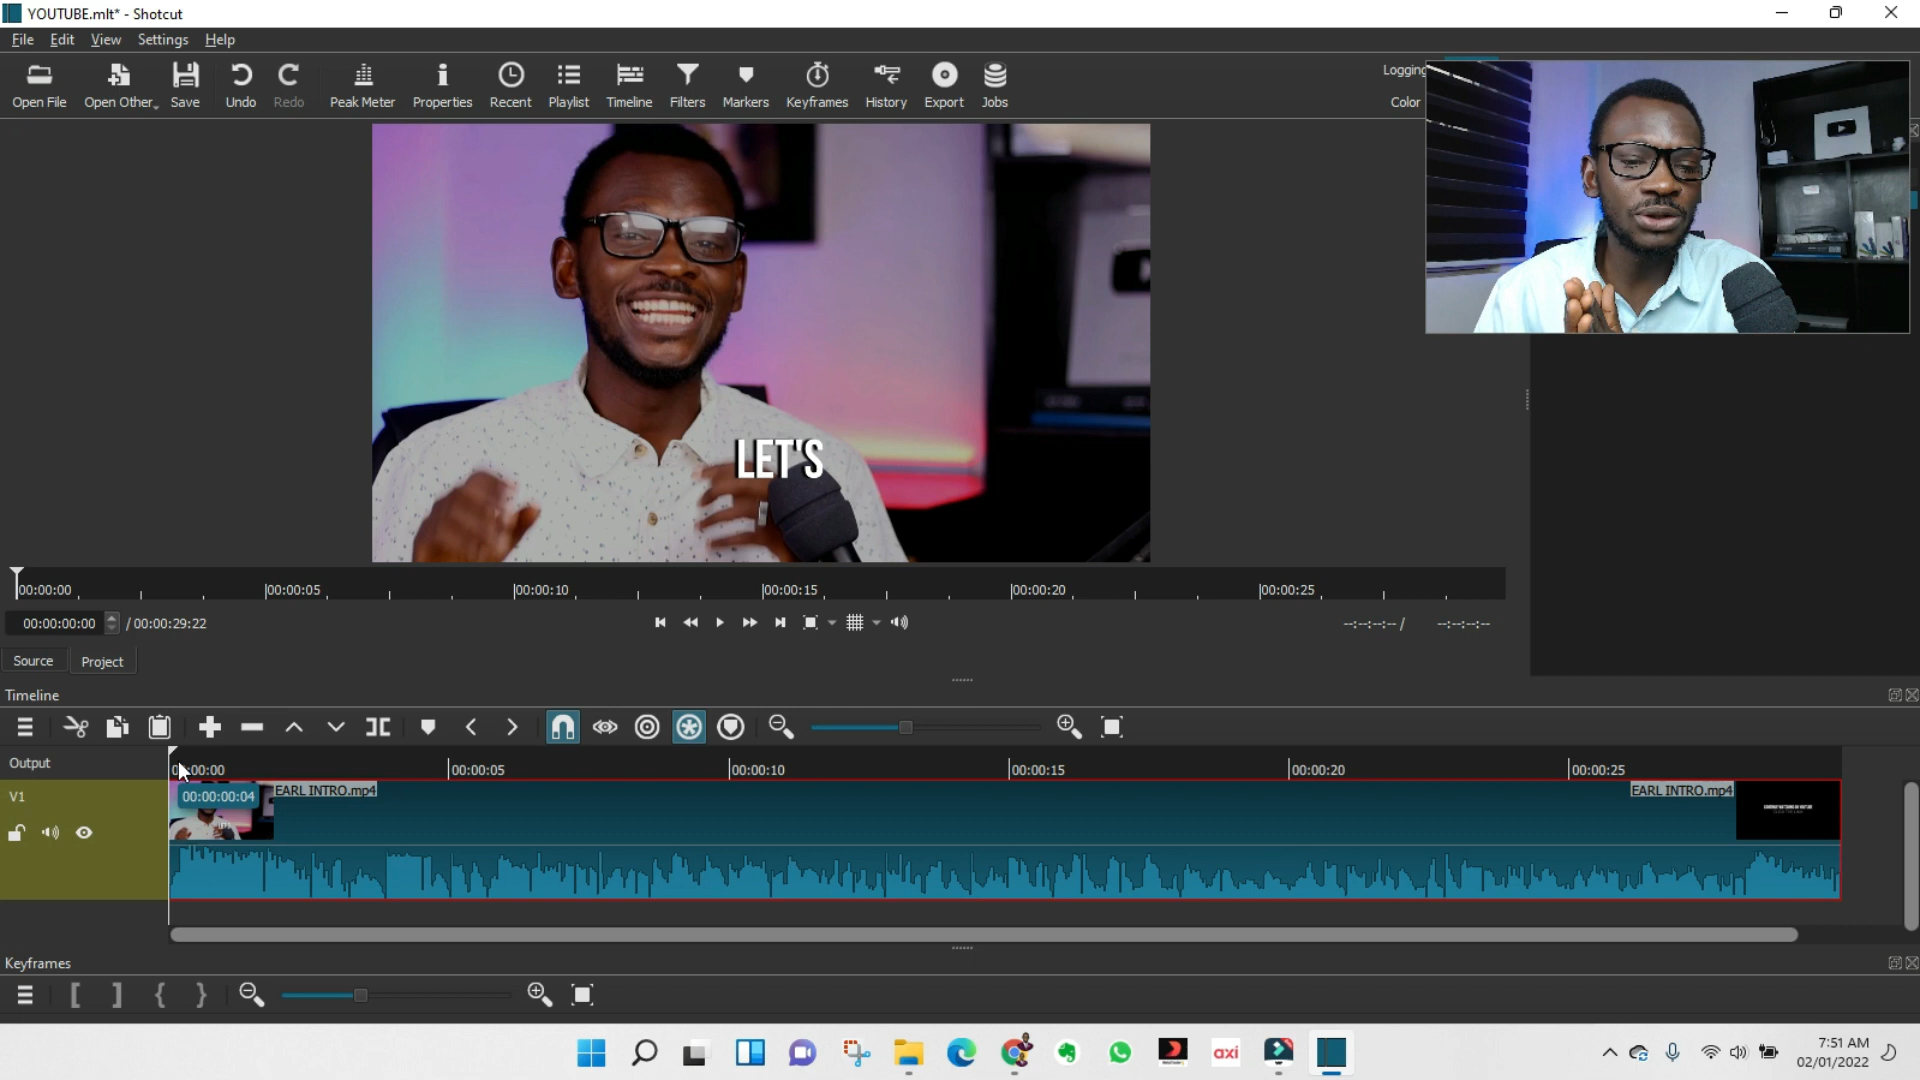 YOUTUBE.mlt* - Shotcut
File Edit View Settings Help
Open File Open Other Save Undo Redo Peak Meter Properties Recent Playlist Timeline Filters Markers Keyframes History Export Jobs
Logging
Color
LET'S
00:00:00 00:00:05 00:00:10 00:00:15 00:00:20 00:00:25
00:00:00:00 / 00:00:29:22
--:--:--:-- / --:--:--:--
Source Project
Timeline
Output
00:00:05 00:00:10 00:00:15 00:00:20 00:00:25
V1
00:00:00:04
EARL INTRO.mp4 EARL INTRO.mp4
Keyframes
axi
7:51 AM
02/01/2022